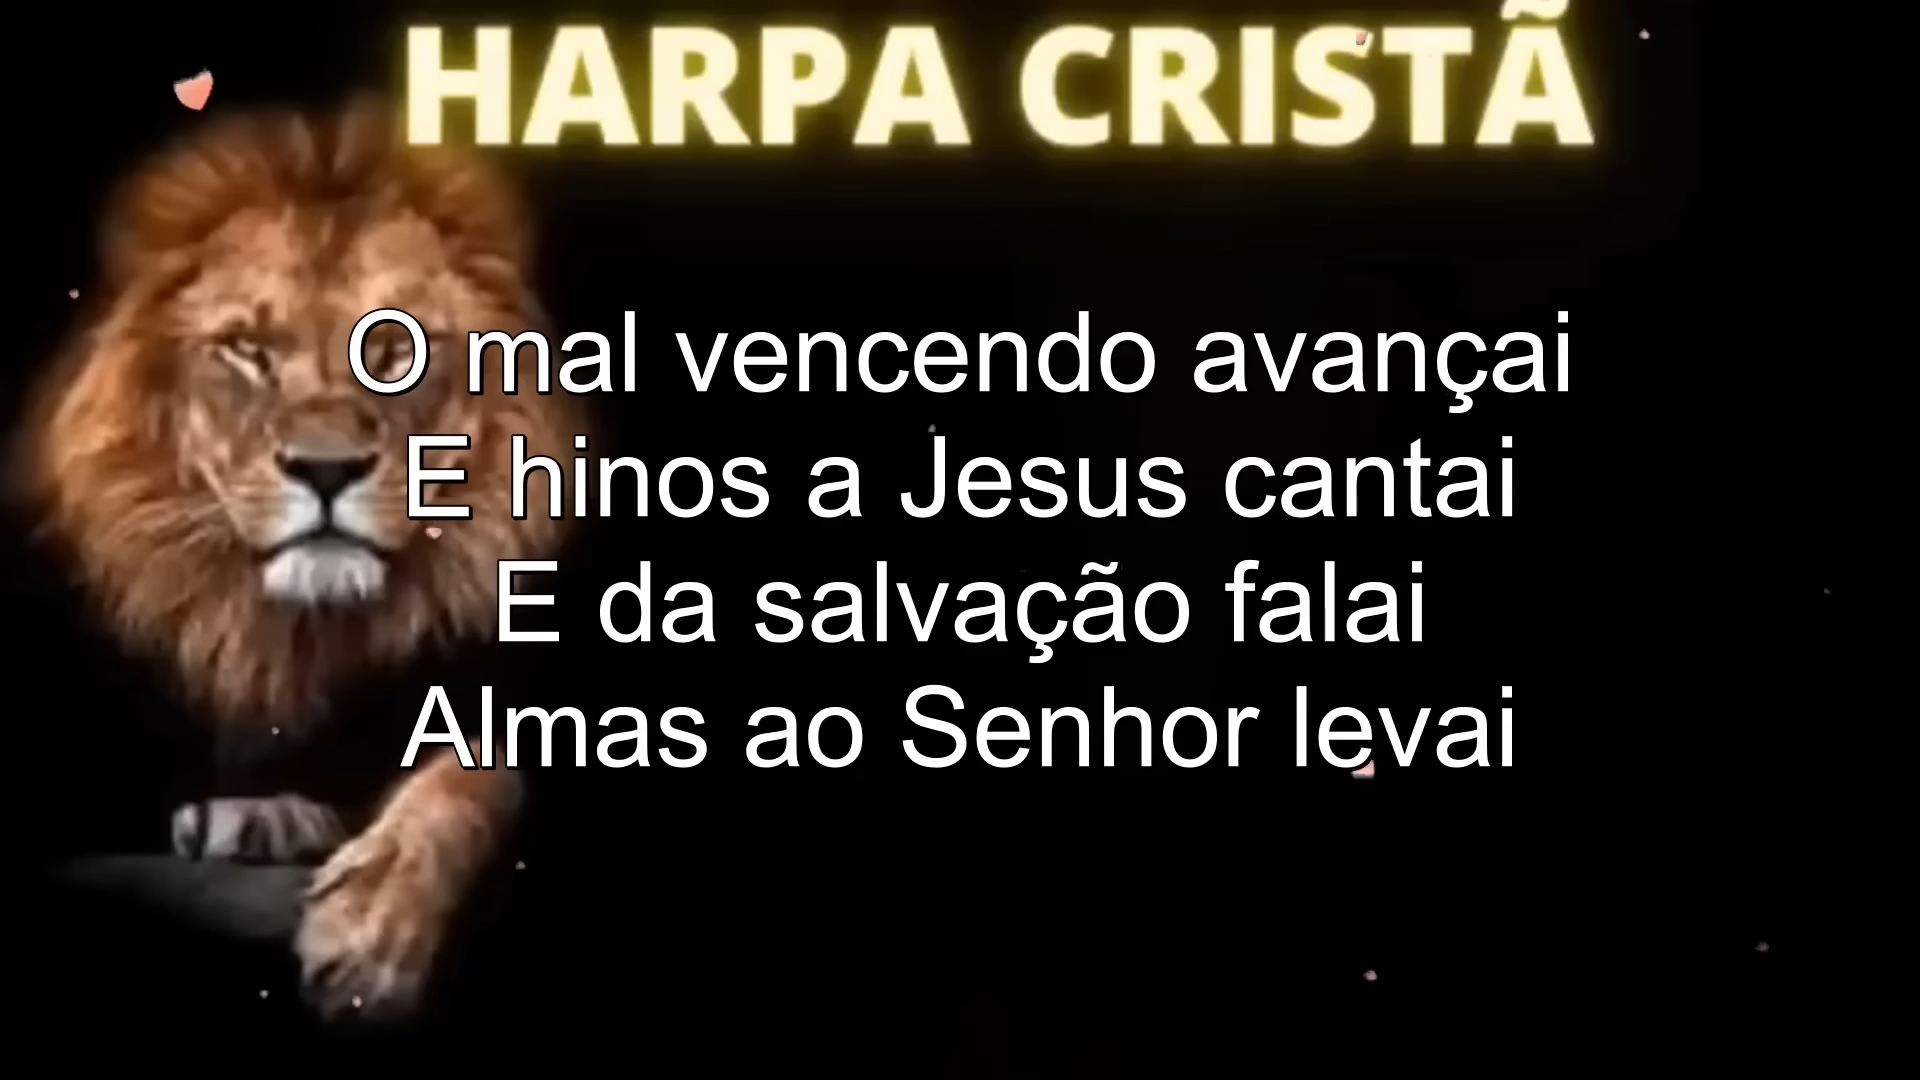 HARPA CRISTÃ
O mal vencendo avançai
E hinos a Jesus cantai
E da salvação falai
Almas ao Senhor levai